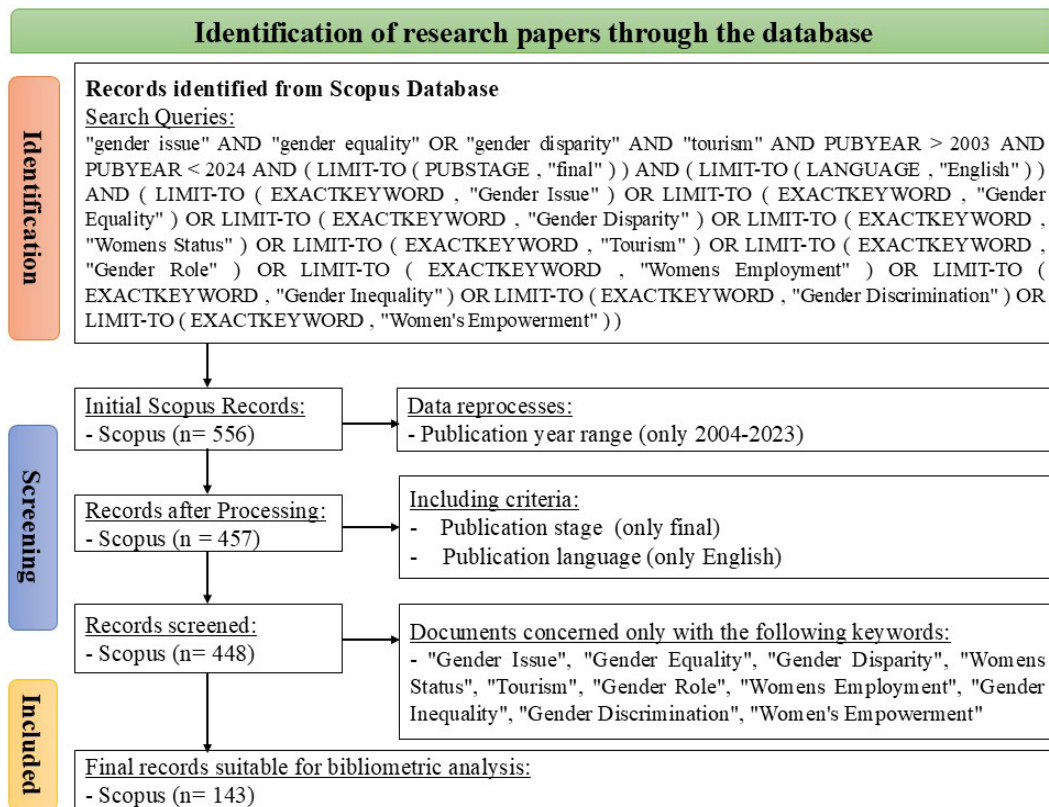 Identification of research papers through the database
Identification
Records identified from Scopus Database
Search Queries:
"gender issue" AND "gender equality" OR "gender disparity" AND "tourism" AND PUBYEAR > 2003 AND
PUBYEAR < 2024 AND ( LIMIT-TO ( PUBSTAGE , "final" ) ) AND ( LIMIT-TO ( LANGUAGE , "English" ) )
AND ( LIMIT-TO ( EXACTKEYWORD , "Gender Issue" ) OR LIMIT-TO ( EXACTKEYWORD , "Gender
Equality" ) OR LIMIT-TO ( EXACTKEYWORD , "Gender Disparity" ) OR LIMIT-TO ( EXACTKEYWORD ,
"Womens Status" ) OR LIMIT-TO ( EXACTKEYWORD , "Tourism" ) OR LIMIT-TO ( EXACTKEYWORD ,
"Gender Role" ) OR LIMIT-TO ( EXACTKEYWORD , "Womens Employment" ) OR LIMIT-TO (
EXACTKEYWORD , "Gender Inequality" ) OR LIMIT-TO ( EXACTKEYWORD , "Gender Discrimination" ) OR
LIMIT-TO ( EXACTKEYWORD , "Women's Empowerment" ) )
Screening
Initial Scopus Records:
- Scopus (n= 556)
Data reprocesses:
- Publication year range (only 2004-2023)
Records after Processing:
- Scopus (n = 457)
Including criteria:
- Publication stage (only final)
- Publication language (only English)
Records screened:
- Scopus (n= 448)
Documents concerned only with the following keywords:
- "Gender Issue", "Gender Equality", "Gender Disparity", "Womens
Status", "Tourism", "Gender Role", "Womens Employment", "Gender
Inequality", "Gender Discrimination", "Women's Empowerment"
Included
Final records suitable for bibliometric analysis:
- Scopus (n= 143)